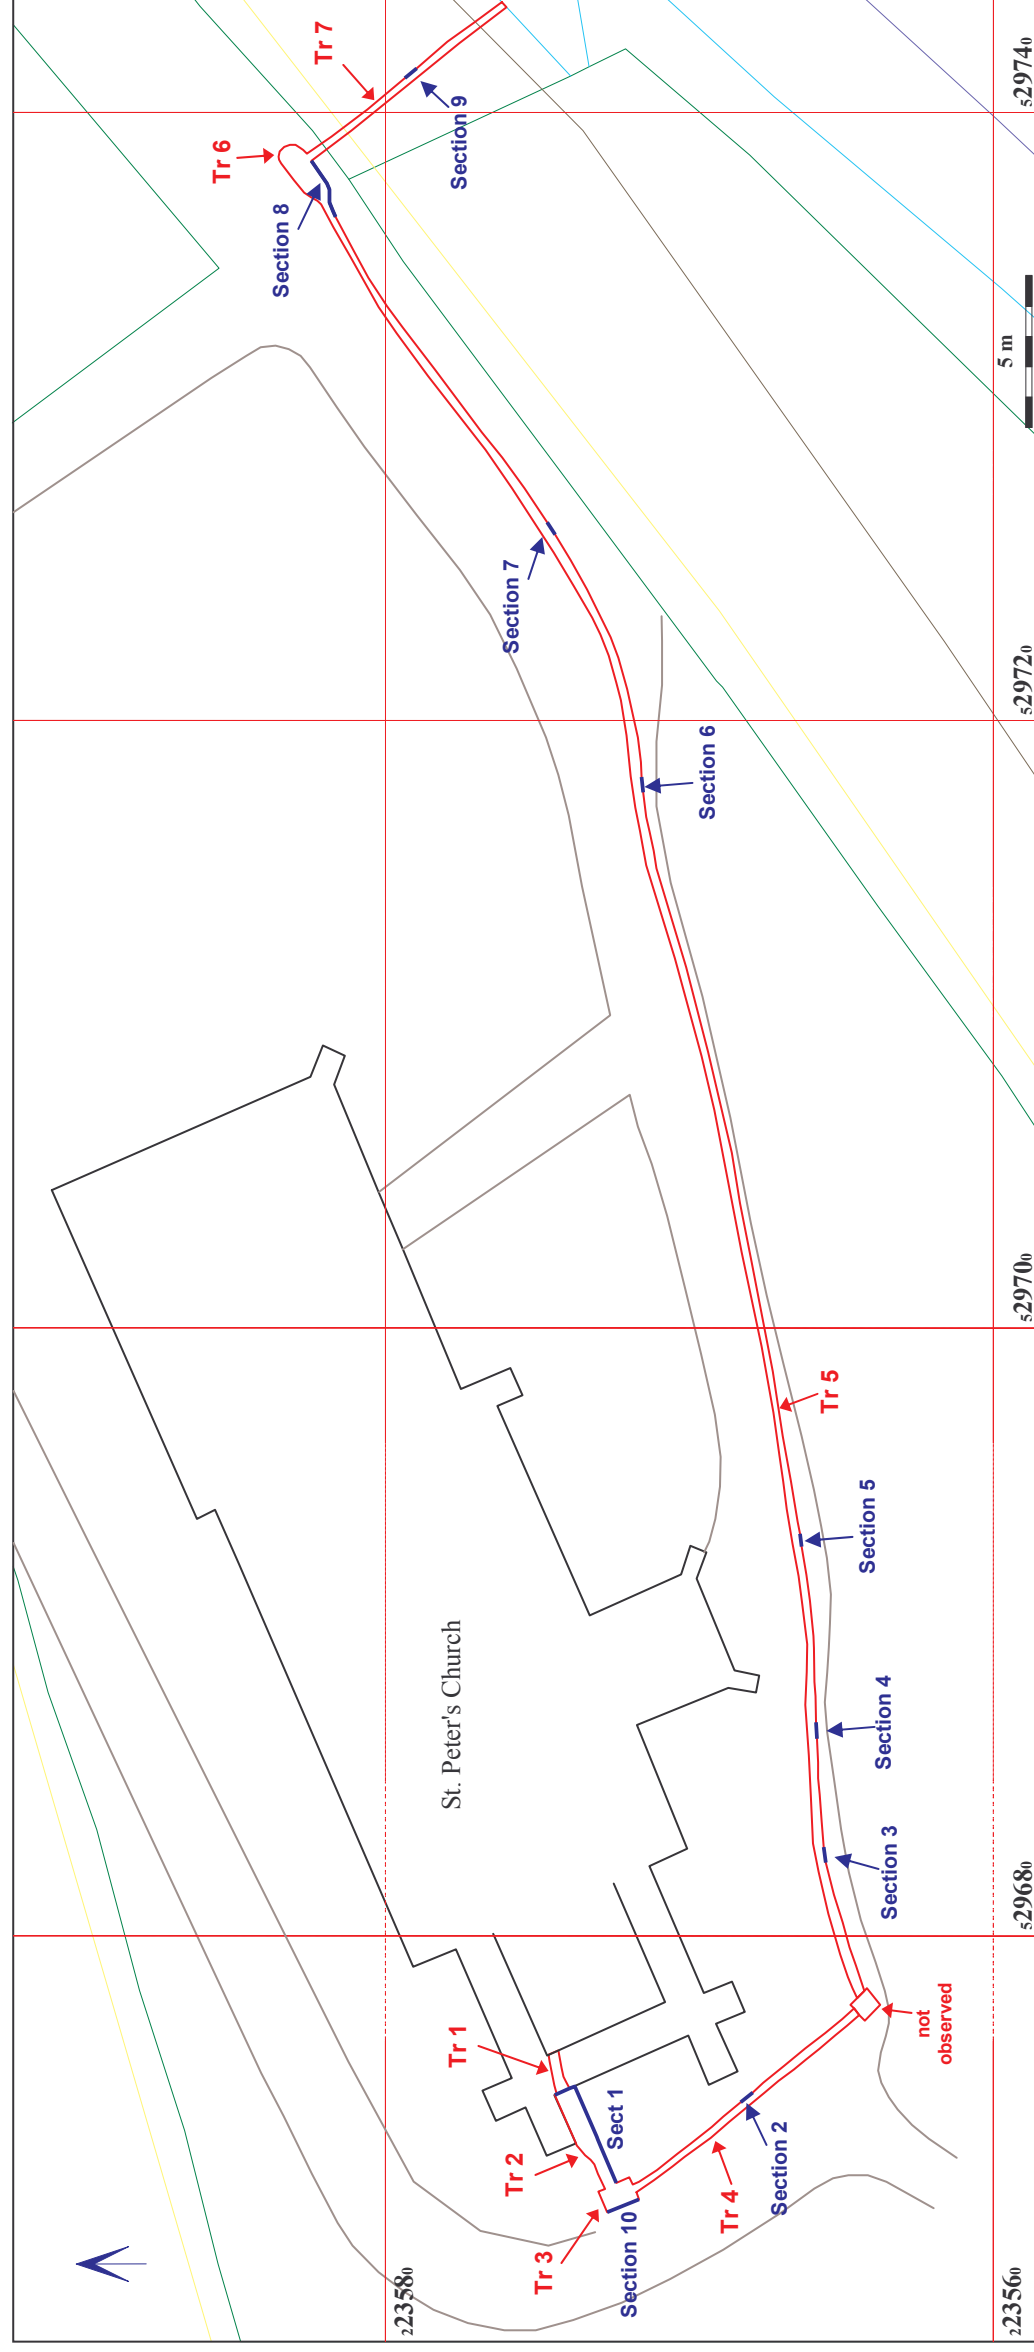 Tr 7
Section 9
Tr 6
Section 8
529740
5 m
Section 7
Section 6
529720
529700
Tr 5
Section 5
St. Peter's Church
Section 4
Section 3
529680
not
observed
Tr 1
Sect 1
Tr 2
Section 2
Tr 4
Tr 3
Section 10
223580
223560